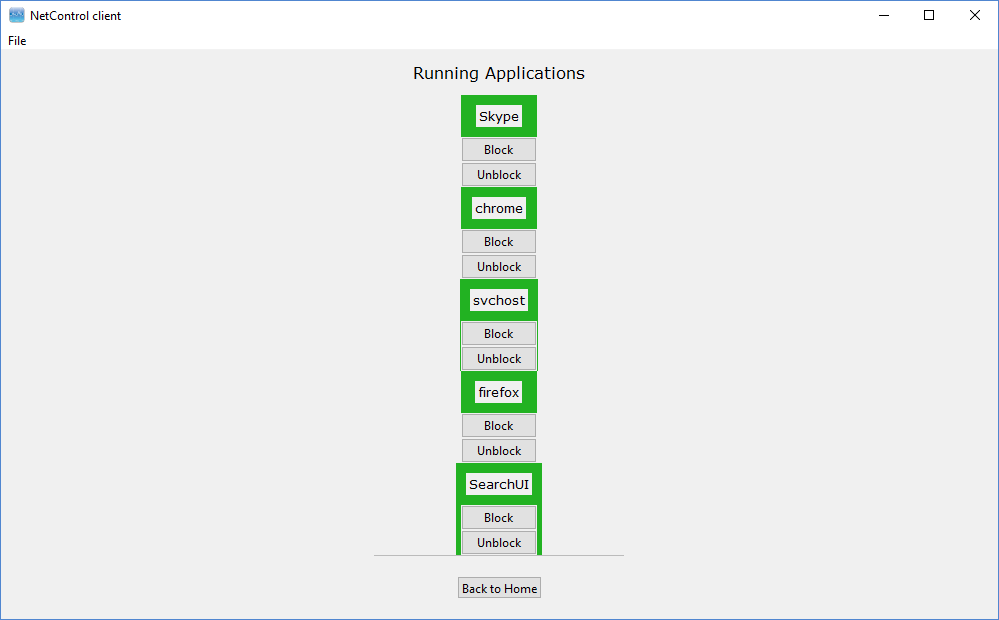 NetControl client
File
Running Applications
Skype
Block
Unblock
chrome
Block
Unblock
svchost
Block
Unblock
firefox
Block
Unblock
SearchUI
Block
Unblock
Back to Home